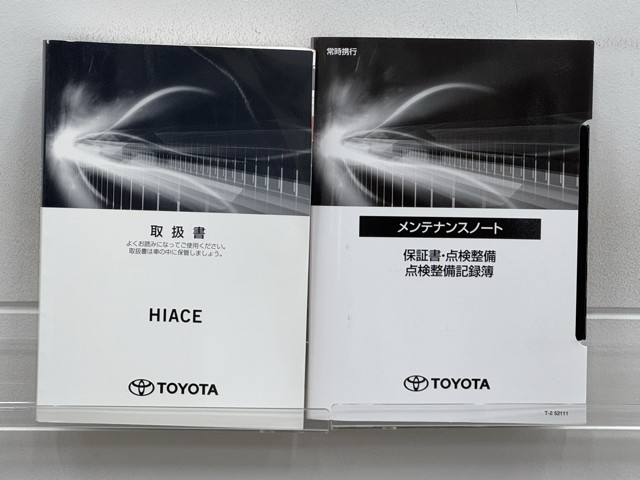 取扱書
よくお読みになってご使用ください。
取扱書は車の中に保管しましょう。
HIACE
TOYOTA
常時携行
メンテナンスノート
保証書・点検整備
点検整備記録簿
TOYOTA
T-2 52111